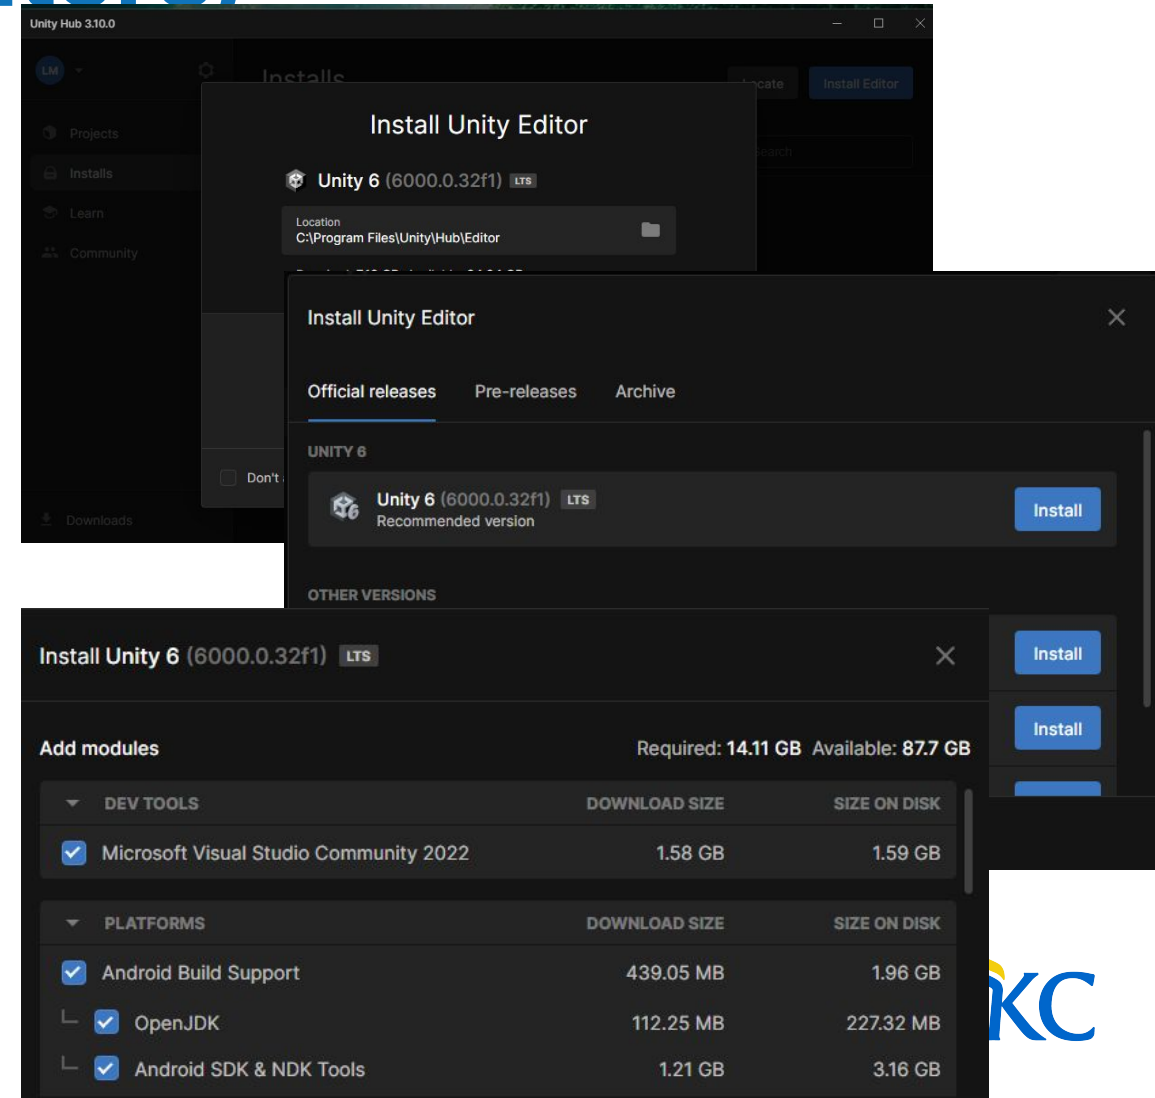 Unity Hub 3.10.0
LM
Installs
Locate
Install Editor
Projects
Installs
Learn
Community
Downloads
Search
Install Unity Editor
Unity 6 (6000.0.32f1) LTS
Location
C:\Program Files\Unity\Hub\Editor
Don't
Install Unity Editor
Official releases Pre-releases Archive
UNITY 6
Unity 6 (6000.0.32f1) LTS
Recommended version
Install
OTHER VERSIONS
Install
Install
Install Unity 6 (6000.0.32f1) LTS
Add modules
Required: 14.11 GB Available: 87.7 GB
DEV TOOLS DOWNLOAD SIZE SIZE ON DISK
Microsoft Visual Studio Community 2022 1.58 GB 1.59 GB
PLATFORMS DOWNLOAD SIZE SIZE ON DISK
Android Build Support 439.05 MB 1.96 GB
OpenJDK 112.25 MB 227.32 MB
Android SDK & NDK Tools 1.21 GB 3.16 GB
KC